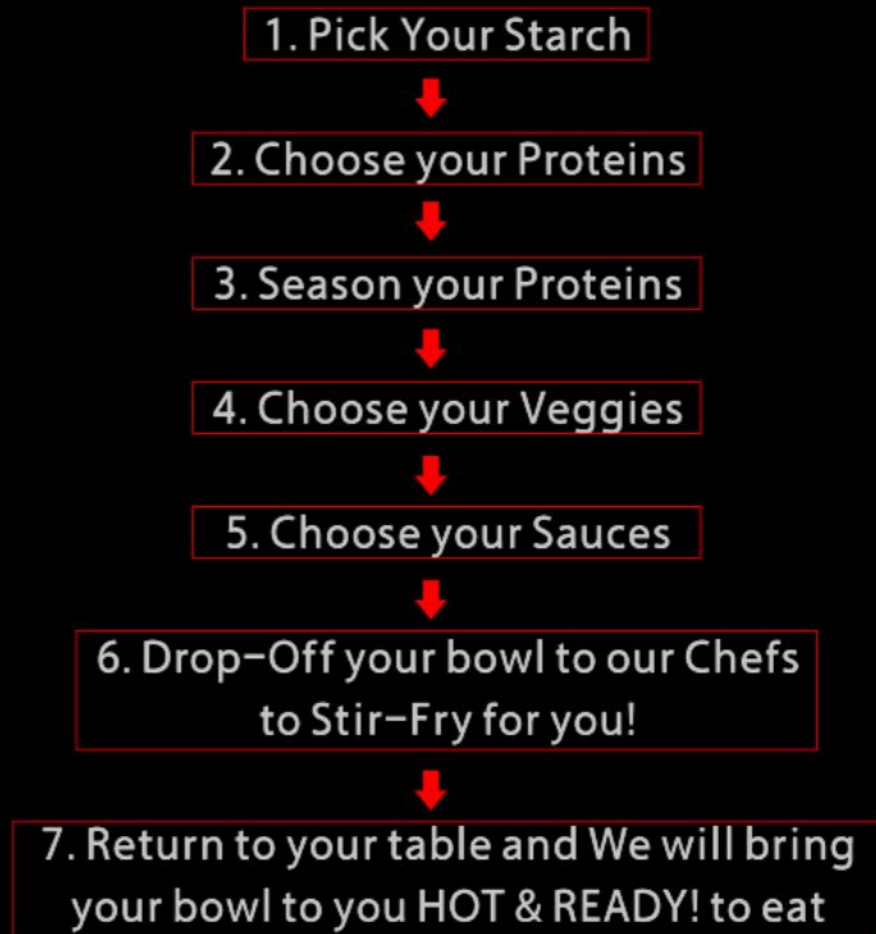 1. Pick Your Starch
2. Choose your Proteins
3. Season your Proteins
4. Choose your Veggies
5. Choose your Sauces
6. Drop-Off your bowl to our Chefs
to Stir-Fry for you!
7. Return to your table and We will bring
your bowl to you HOT & READY! to eat